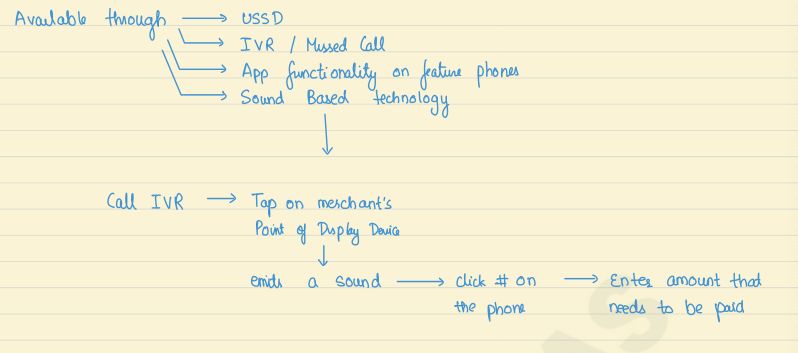 Available through → USSD
→ IVR / Missed Call
→ App functionality on feature phones
→ Sound Based technology
Call IVR → Tap on merchant's
Point of Display Device
emits a sound → click # on → Enter amount that
the phone needs to be paid